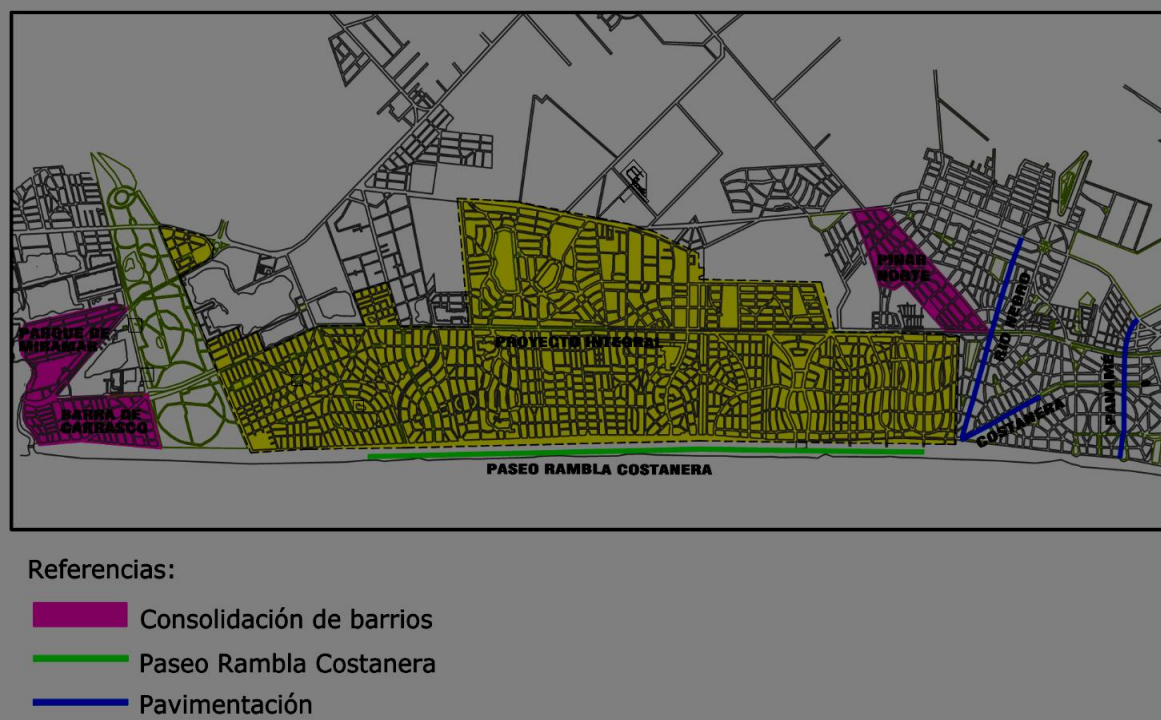 PINAR
NORTE
RIO NEGRO
PARQUE DE
MIRAMAR
PROYECTO INTEGRAL
PANAME
BARRA DE
CARRASCO
COSTANERA
PASEO RAMBLA COSTANERA
Referencias:
Consolidación de barrios
Paseo Rambla Costanera
Pavimentación